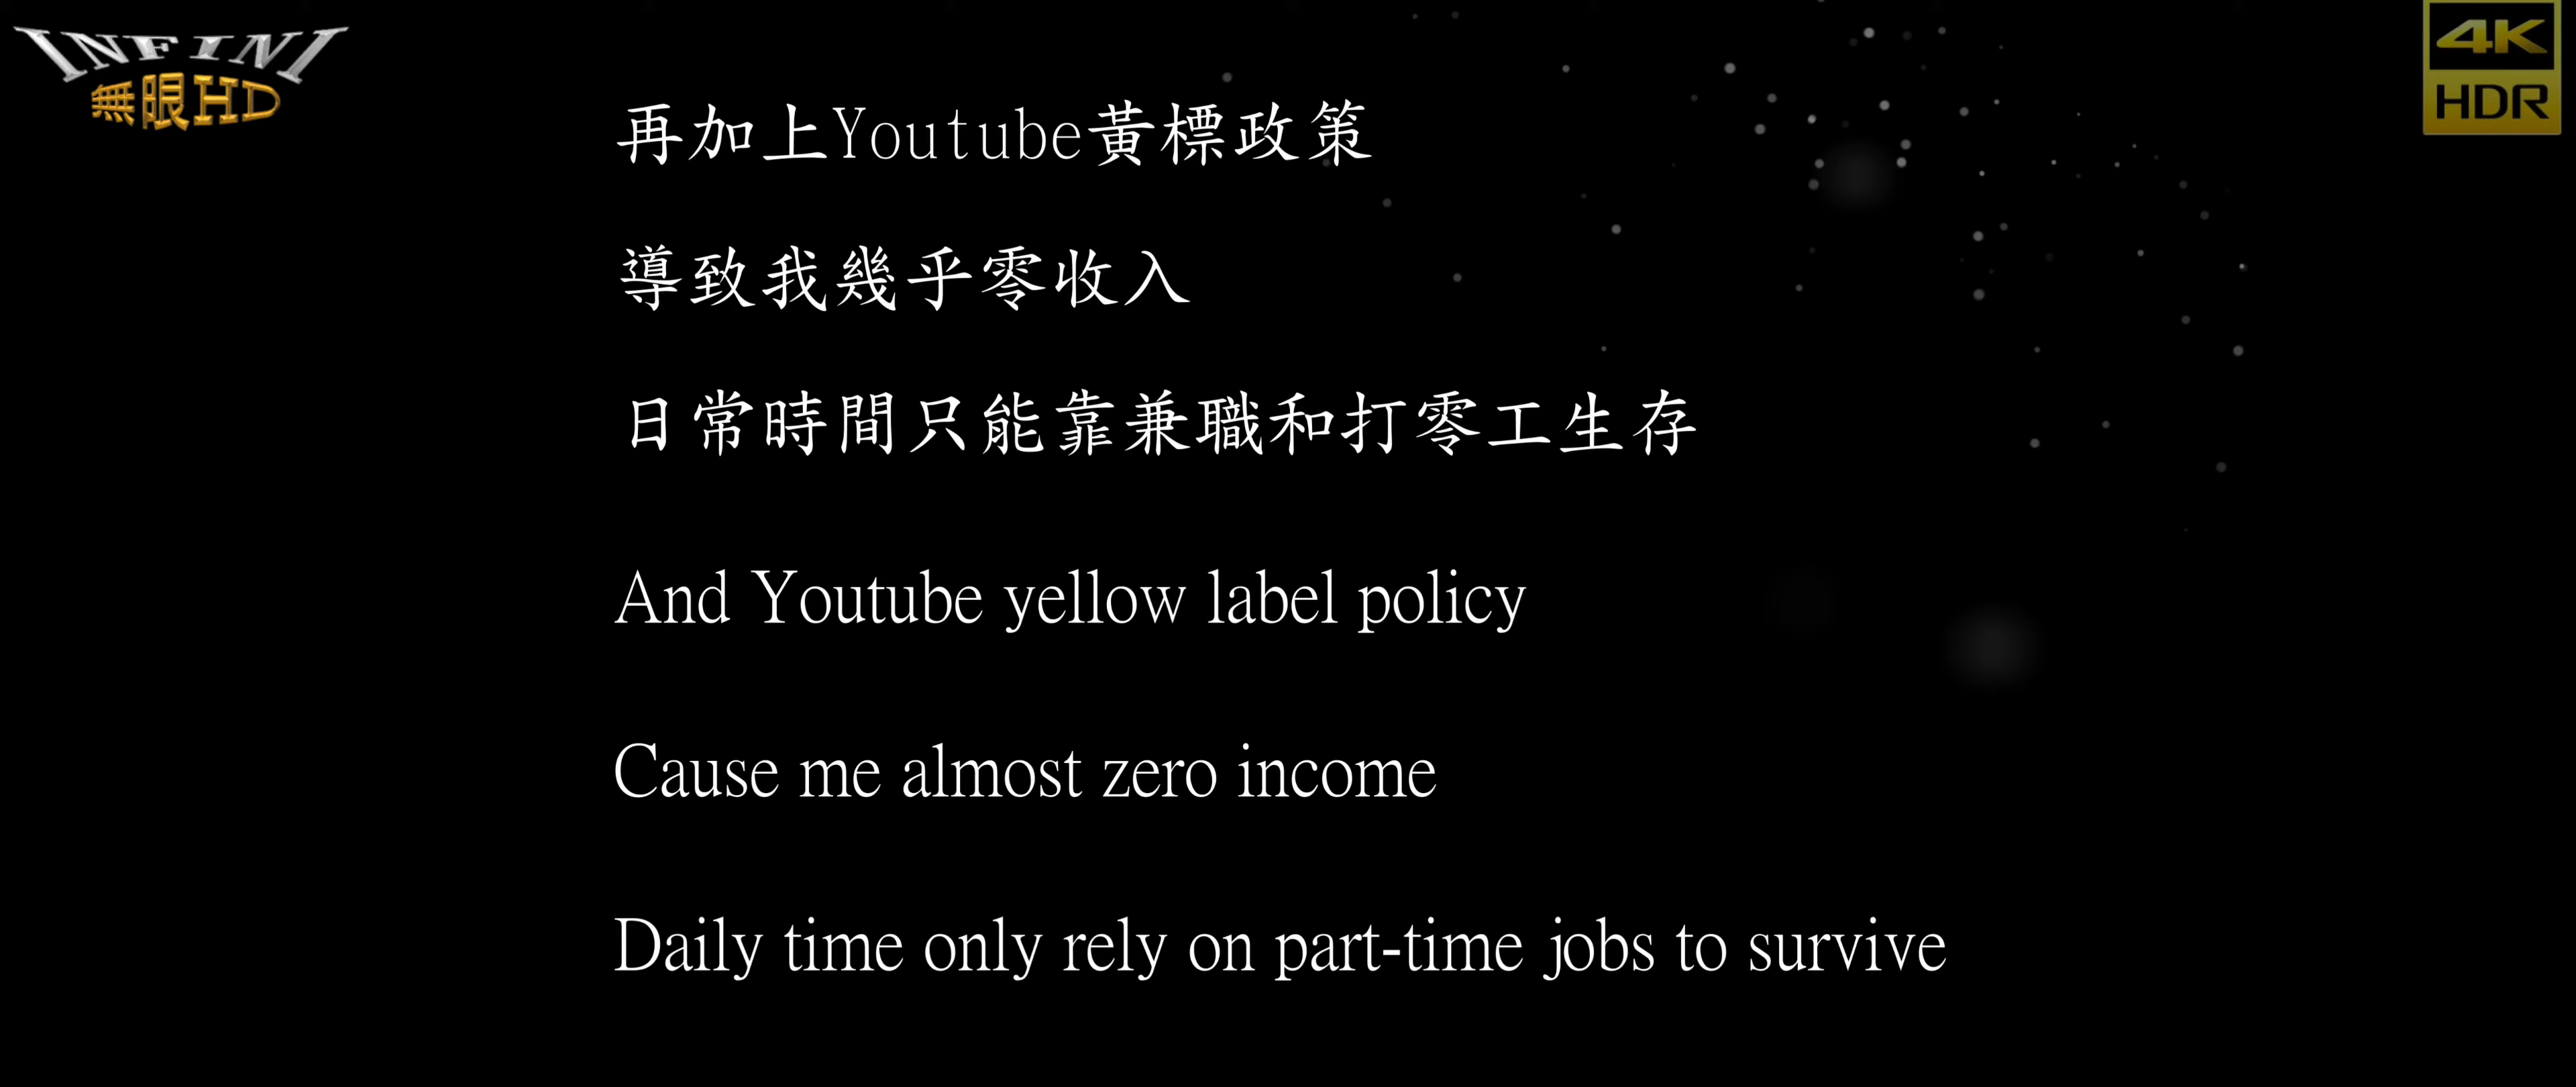 INFINI
無限HD
4K
HDR
再加上Youtube黃標政策
導致我幾乎零收入
日常時間只能靠兼職和打零工生存
And Youtube yellow label policy
Cause me almost zero income
Daily time only rely on part-time jobs to survive